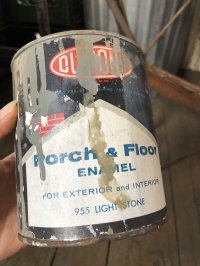 Porch & Floor
ENAMEL
FOR EXTERIOR and INTERIOR
955 LIGHT STONE